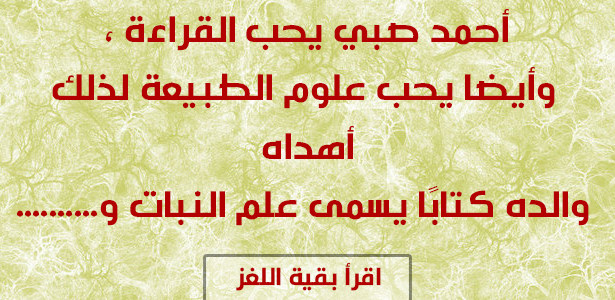 أحمد صبي يحب القراءة ،
وأيضا يحب علوم الطبيعة لذلك
أهداه
والده كتابًا يسمى علم النبات و..........
اقرأ بقية اللغز